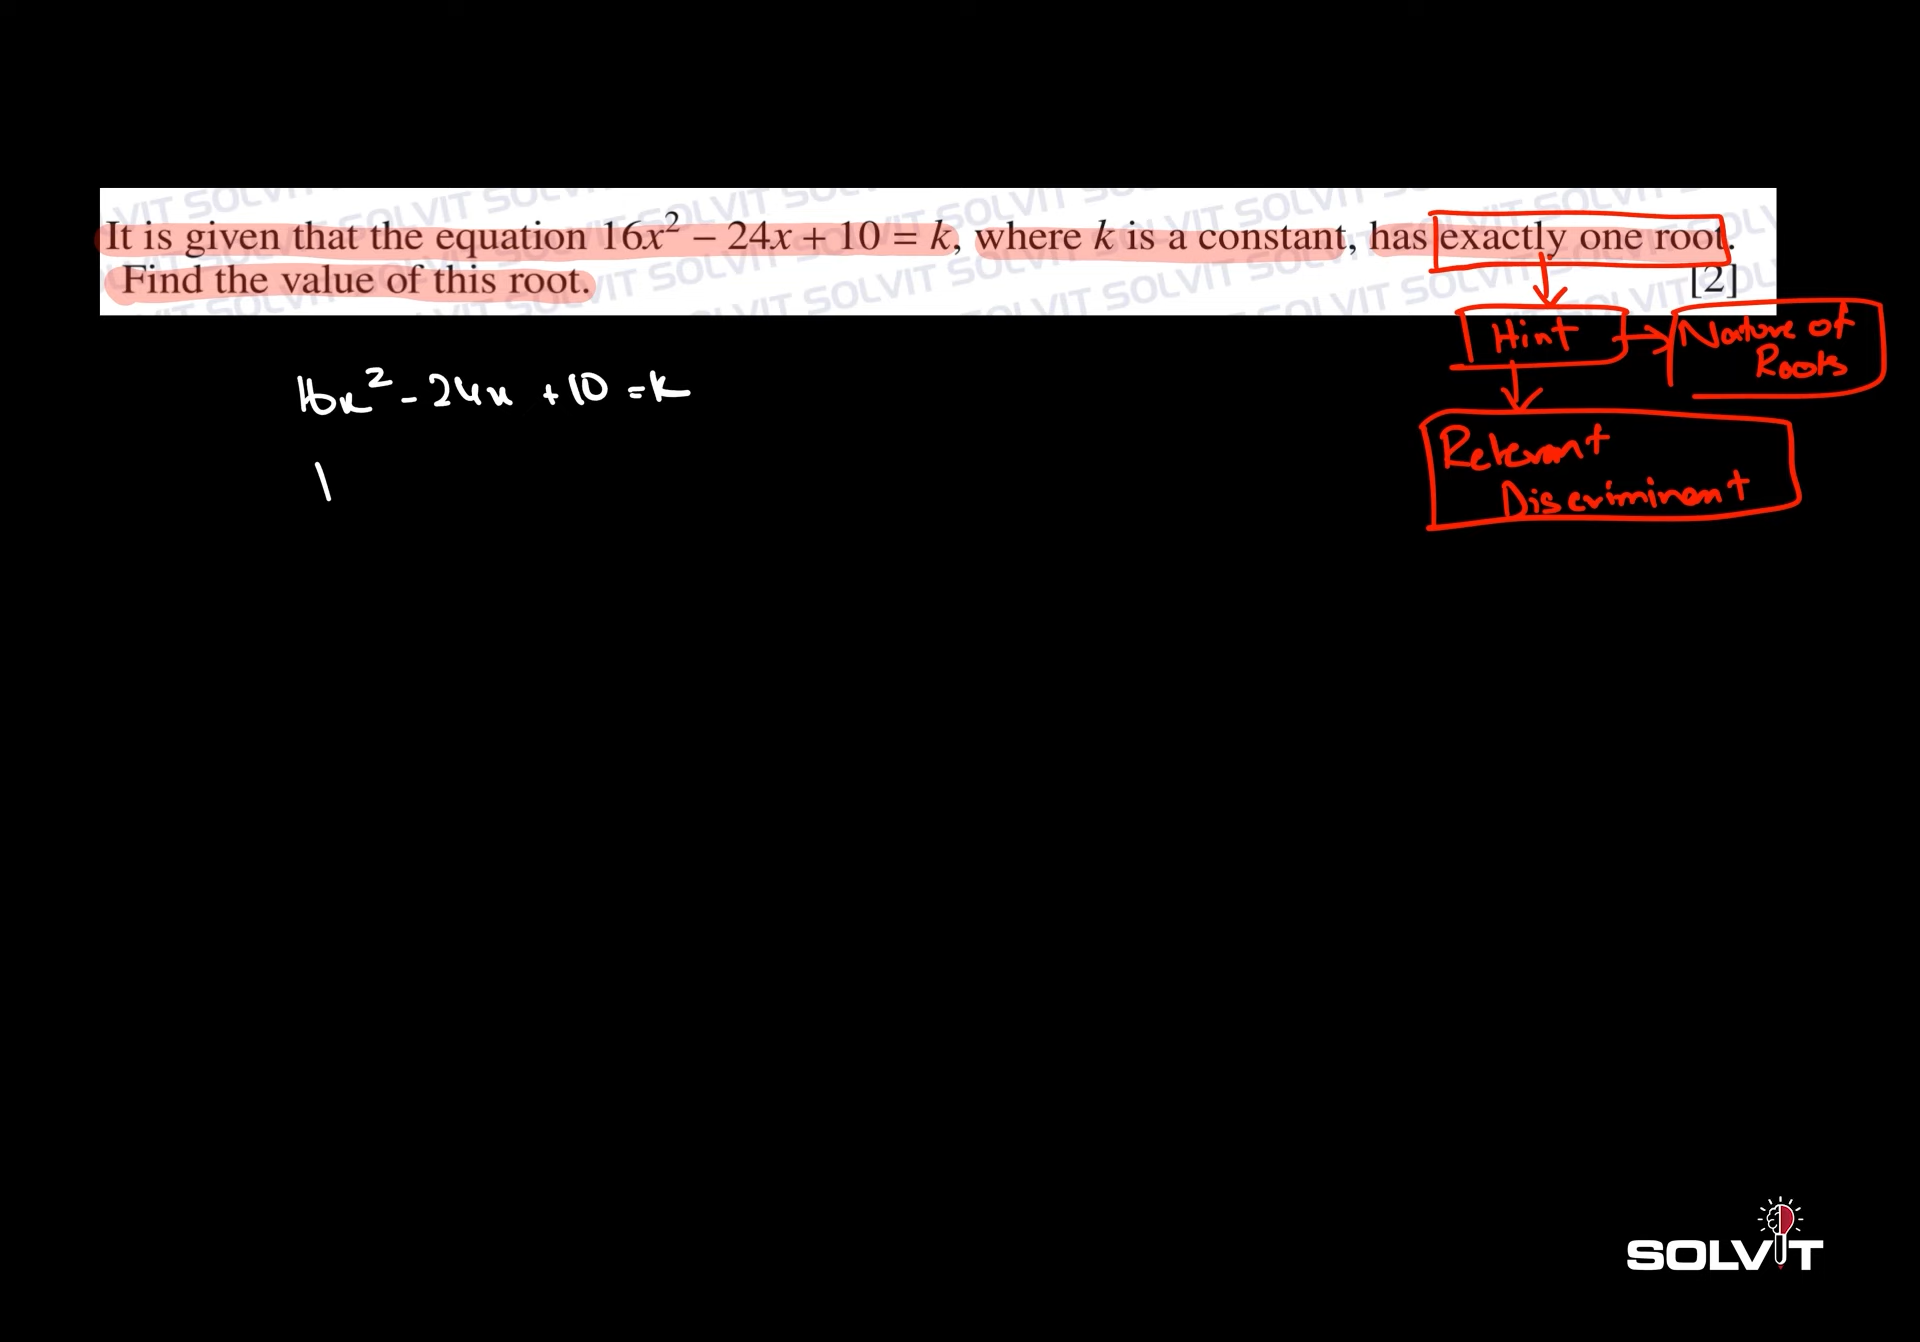 It is given that the equation 16x² – 24x + 10 = k, where k is a constant, has exactly one root.
Find the value of this root. [2]
Hint
Nature of
Roots
16x² - 24x + 10 = k
Relevant
Discriminant
1
SOLVIT